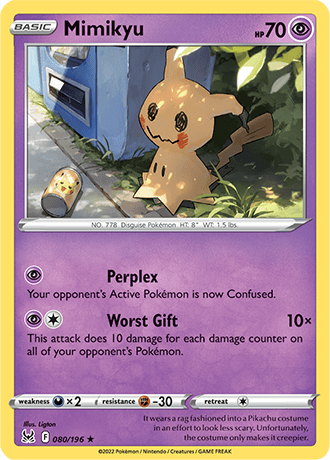 BASIC Mimikyu HP 70
NO. 778 Disguise Pokémon HT: 8" WT: 1.5 lbs.
Perplex
Your opponent's Active Pokémon is now Confused.
Worst Gift 10×
This attack does 10 damage for each damage counter on
all of your opponent's Pokémon.
weakness ×2 resistance -30 retreat
Illus. Ligton
It wears a rag fashioned into a Pikachu costume
in an effort to look less scary. Unfortunately,
the costume only makes it creepier.
F 080/196 ★
©2022 Pokémon / Nintendo / Creatures / GAME FREAK